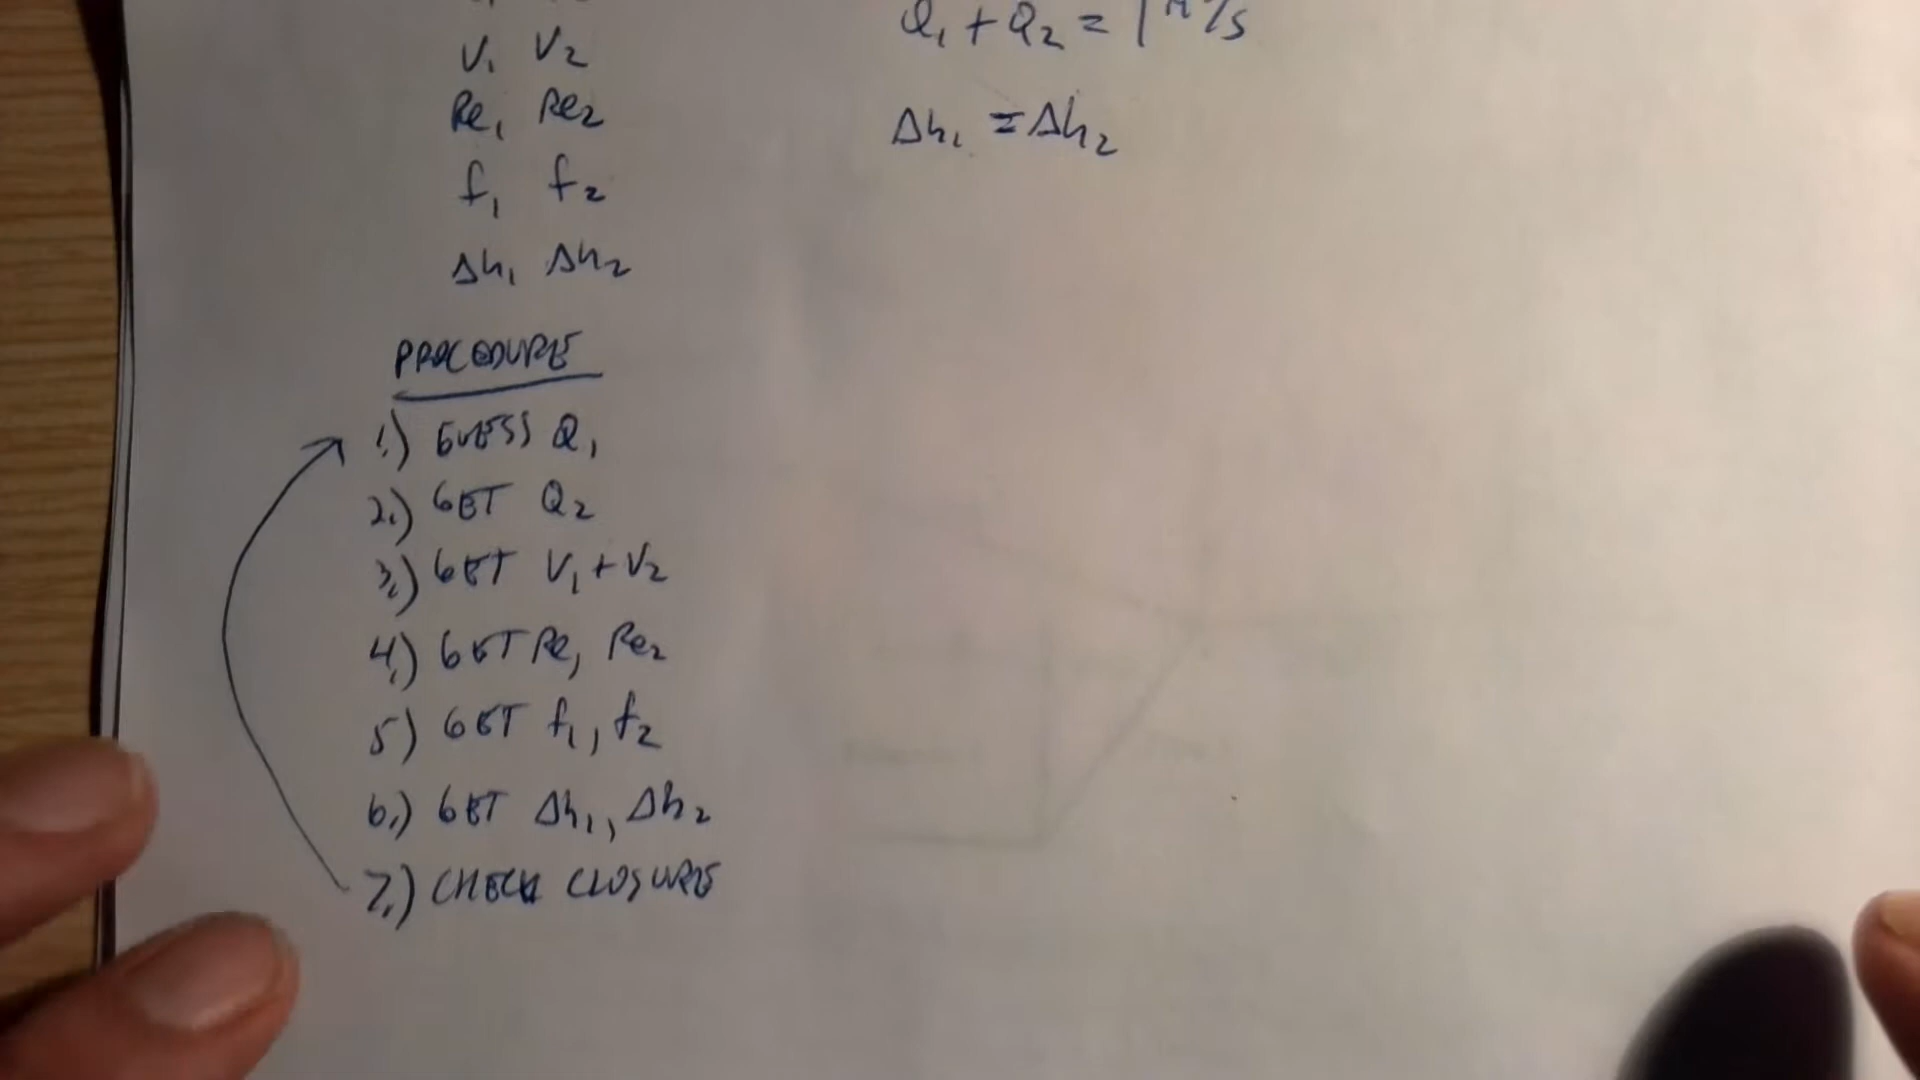 V₁ V₂
Re₁ Re₂
f₁ f₂
Δh₁ Δh₂
Q₁ + Q₂ = 1 m³/s
Δh₁ = Δh₂
PROCEDURE
1.) GUESS Q₁
2.) GET Q₂
3.) GET V₁ + V₂
4.) GET Re₁ Re₂
5) GET f₁, f₂
6.) GET Δh₁, Δh₂
7.) CHECK CLOSURE